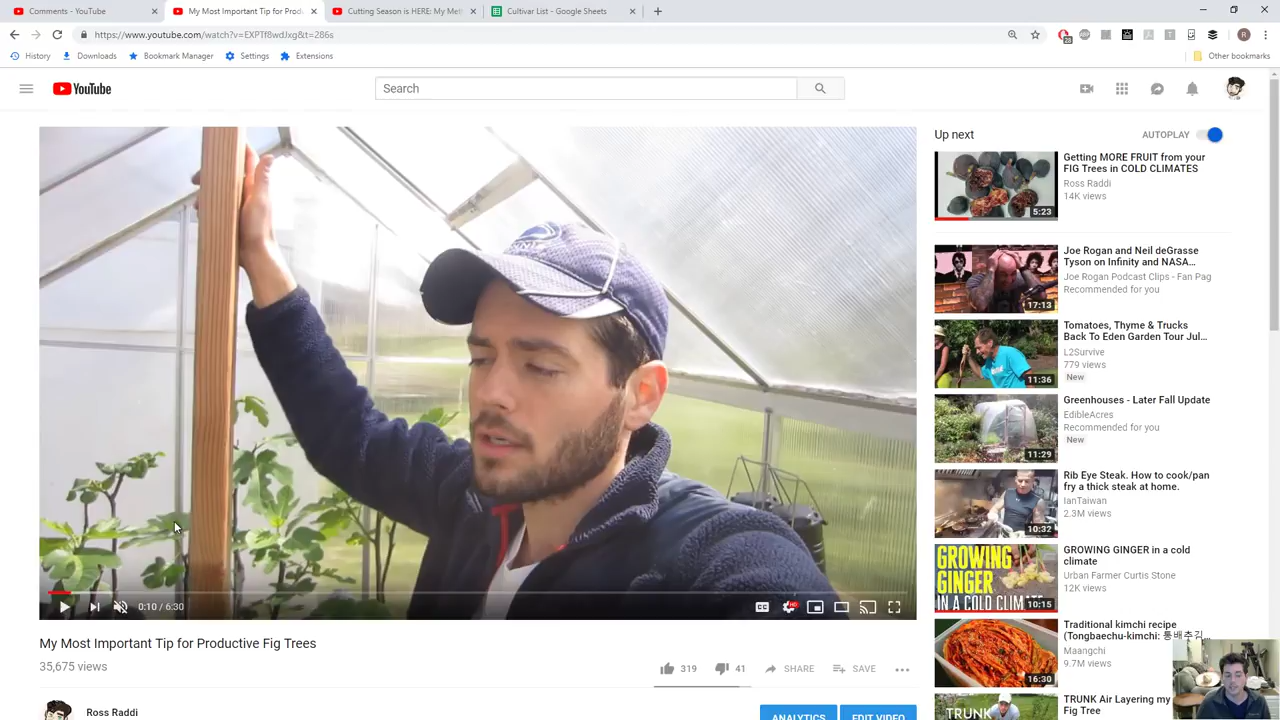 Comments - YouTube
My Most Important Tip for Produ
Cutting Season is HERE: My Met
Cultivar List - Google Sheets
https://www.youtube.com/watch?v=EXPTf8wdJxg&t=286s
28
ABP
R
History
Downloads
Bookmark Manager
Settings
Extensions
Other bookmarks
YouTube
Search
Up next
AUTOPLAY
Getting MORE FRUIT from your
FIG Trees in COLD CLIMATES
Ross Raddi
14K views
5:23
Joe Rogan and Neil deGrasse
Tyson on Infinity and NASA...
Joe Rogan Podcast Clips - Fan Pag
Recommended for you
17:13
Tomatoes, Thyme & Trucks
Back To Eden Garden Tour Jul...
L2Survive
779 views
New
11:36
Greenhouses - Later Fall Update
EdibleAcres
Recommended for you
New
11:29
Rib Eye Steak. How to cook/pan
fry a thick steak at home.
IanTaiwan
2.3M views
10:32
GROWING GINGER in a cold
climate
Urban Farmer Curtis Stone
12K views
GROWING
GINGER
IN A COLD CLIMATE
10:15
Traditional kimchi recipe
(Tongbaechu-kimchi: 통배추김...
Maangchi
9.7M views
16:30
TRUNK Air Layering my
Fig Tree
TRUNK
0:10 / 6:30
CC
HD
My Most Important Tip for Productive Fig Trees
35,675 views
319
41
SHARE
SAVE
Ross Raddi
ANALYTICS
EDIT VIDEO